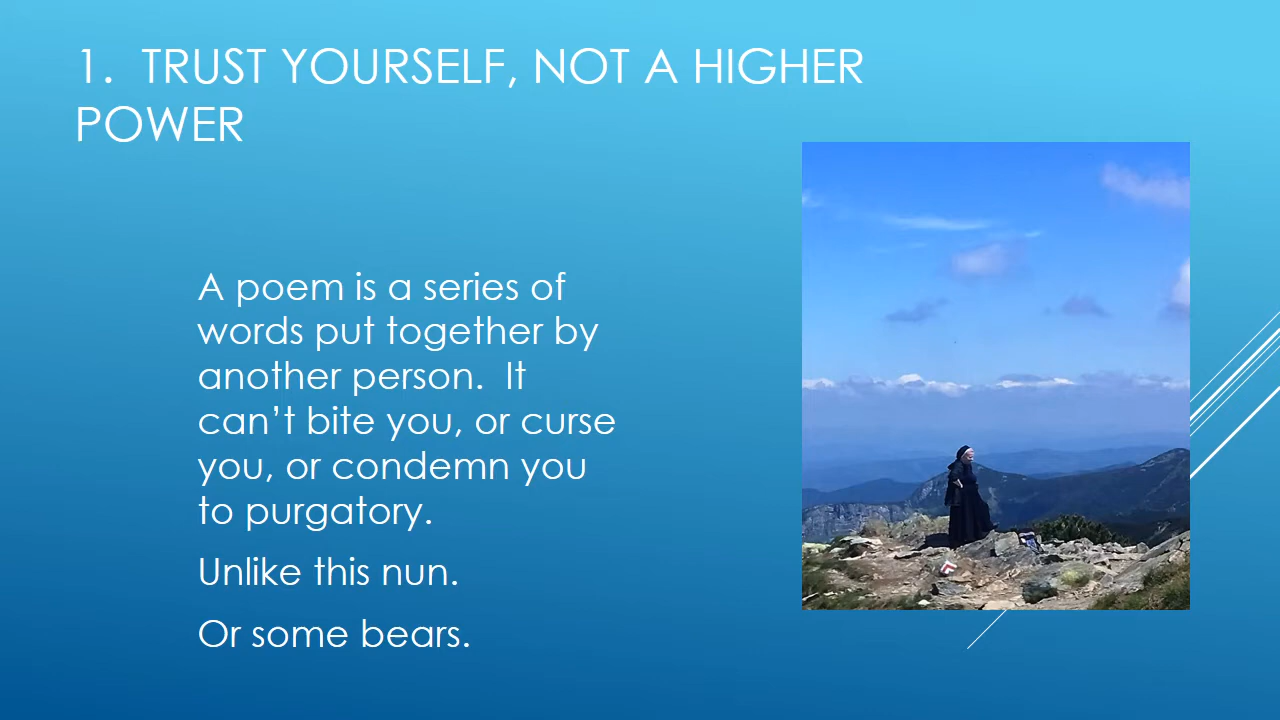 1.  TRUST YOURSELF, NOT A HIGHER
POWER
A poem is a series of
words put together by
another person.  It
can’t bite you, or curse
you, or condemn you
to purgatory.
Unlike this nun.
Or some bears.